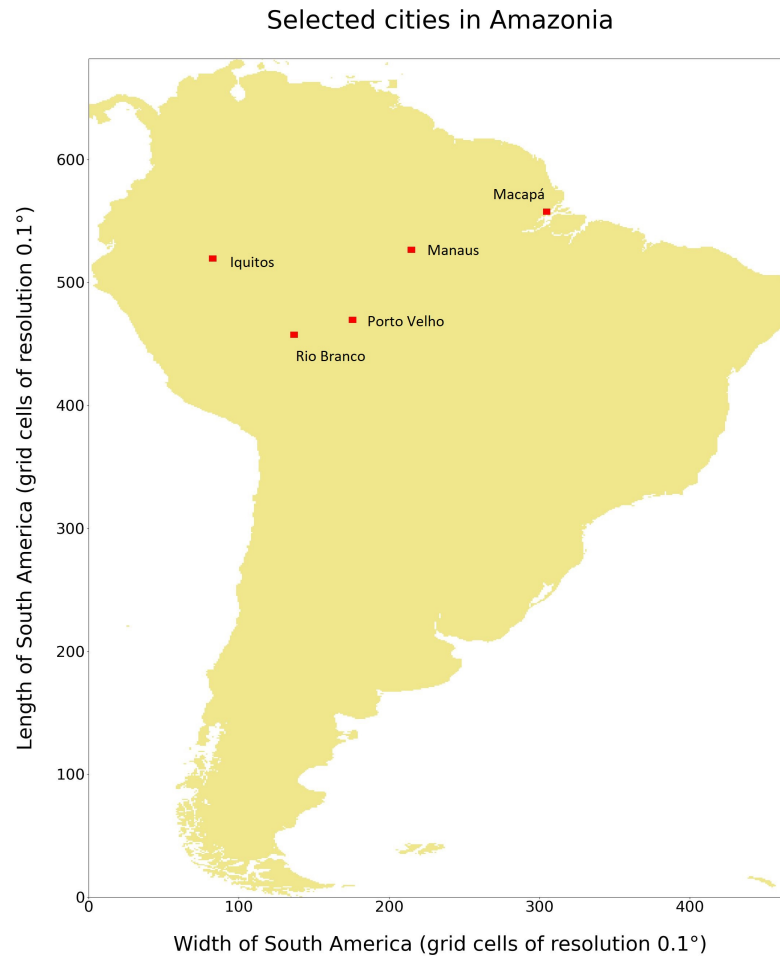 Selected cities in Amazonia
Length of South America (grid cells of resolution 0.1°)
600
500
400
300
200
100
0
Macapá
Manaus
Iquitos
Porto Velho
Rio Branco
0 100 200 300 400
Width of South America (grid cells of resolution 0.1°)